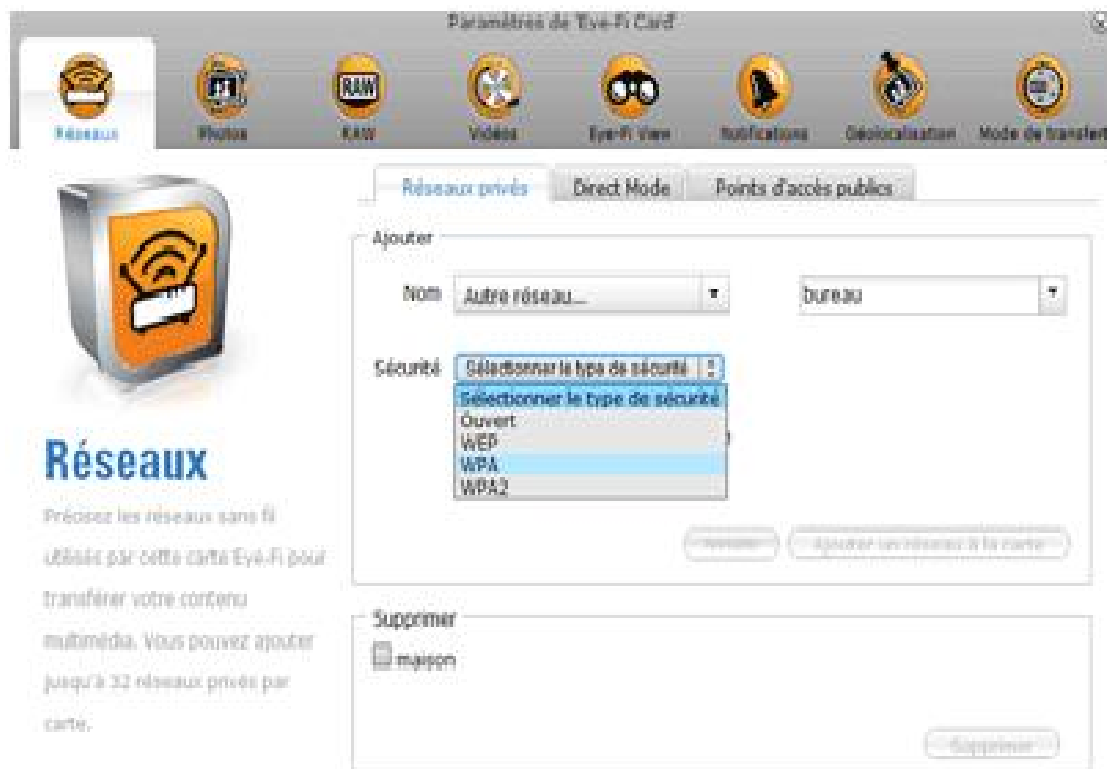 Paramètres de 'Eye-Fi Card'
Réseaux
Photos
RAW
RAW
Vidéos
Eye-Fi View
Notifications
Géolocalisation
Mode de transfert
Réseaux privés
Direct Mode
Points d'accès publics
Ajouter
Nom
Autre réseau...
bureau
Sécurité
Sélectionner le type de sécurité
Sélectionner le type de sécurité
Ouvert
WEP
WPA
WPA2
Ajouter un réseau à la carte
Réseaux
Précisez les réseaux sans fil
utilisés par cette carte Eye-Fi pour
transférer votre contenu
multimédia. Vous pouvez ajouter
jusqu'à 32 réseaux privés par
carte.
Supprimer
maison
Supprimer